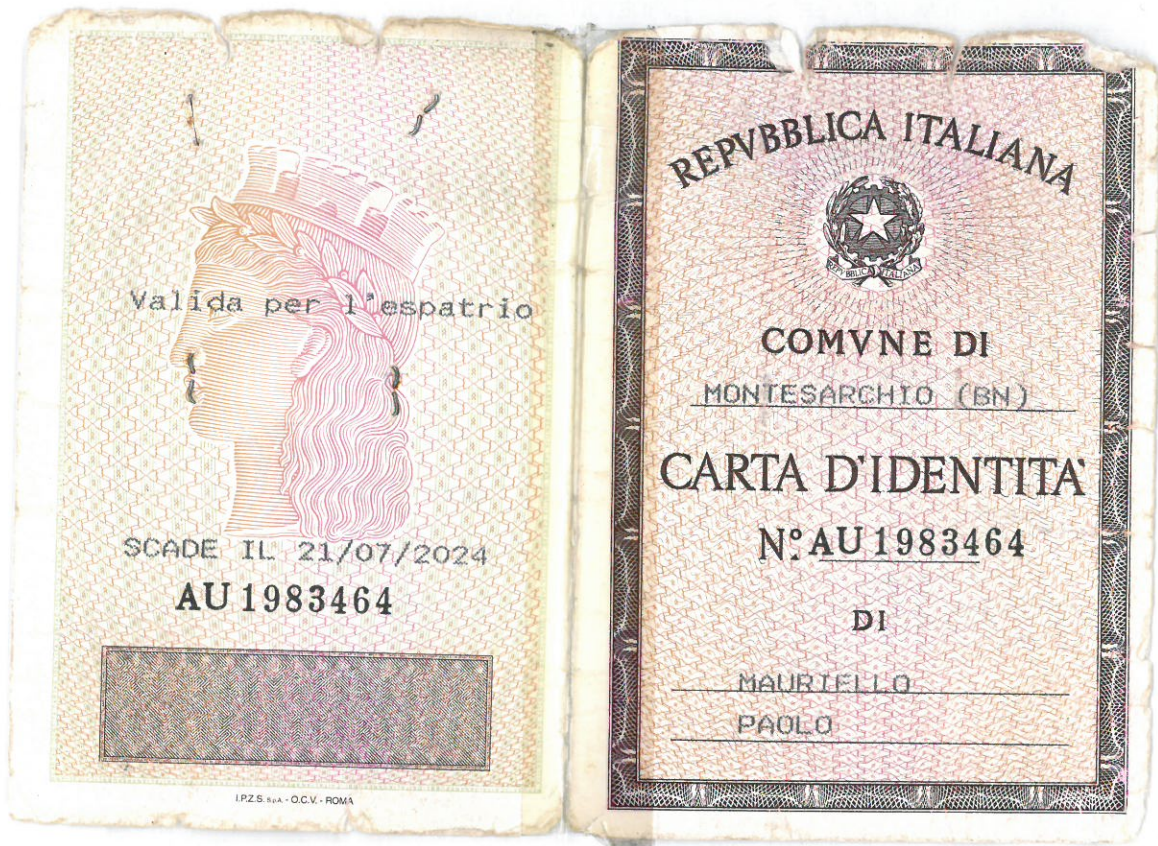 Valida per l'espatrio
SCADE IL 21/07/2024
AU 1983464
I.P.Z.S. S.p.A. - O.C.V. - ROMA
REPVBBLICA ITALIANA
REPVBBLICA ITALIANA
COMVNE DI
MONTESARCHIO (BN)
CARTA D'IDENTITA'
N° AU 1983464
DI
MAURIELLO
PAOLO